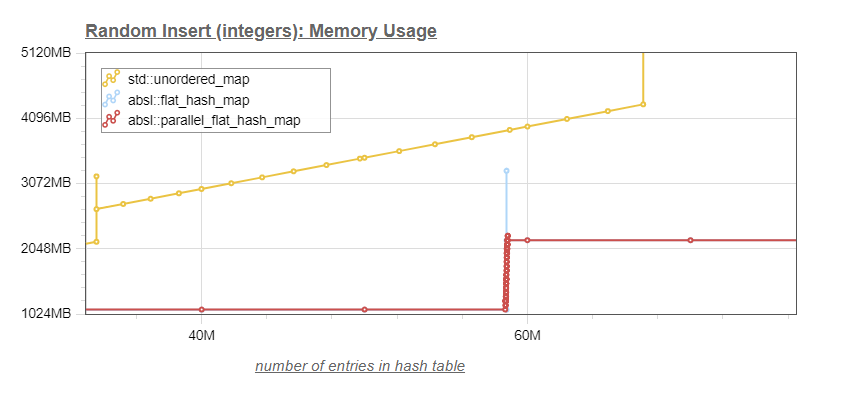 Random Insert (integers): Memory Usage
5120MB
std::unordered_map
absl::flat_hash_map
4096MB
absl::parallel_flat_hash_map
3072MB
2048MB
1024MB
40M 60M
number of entries in hash table